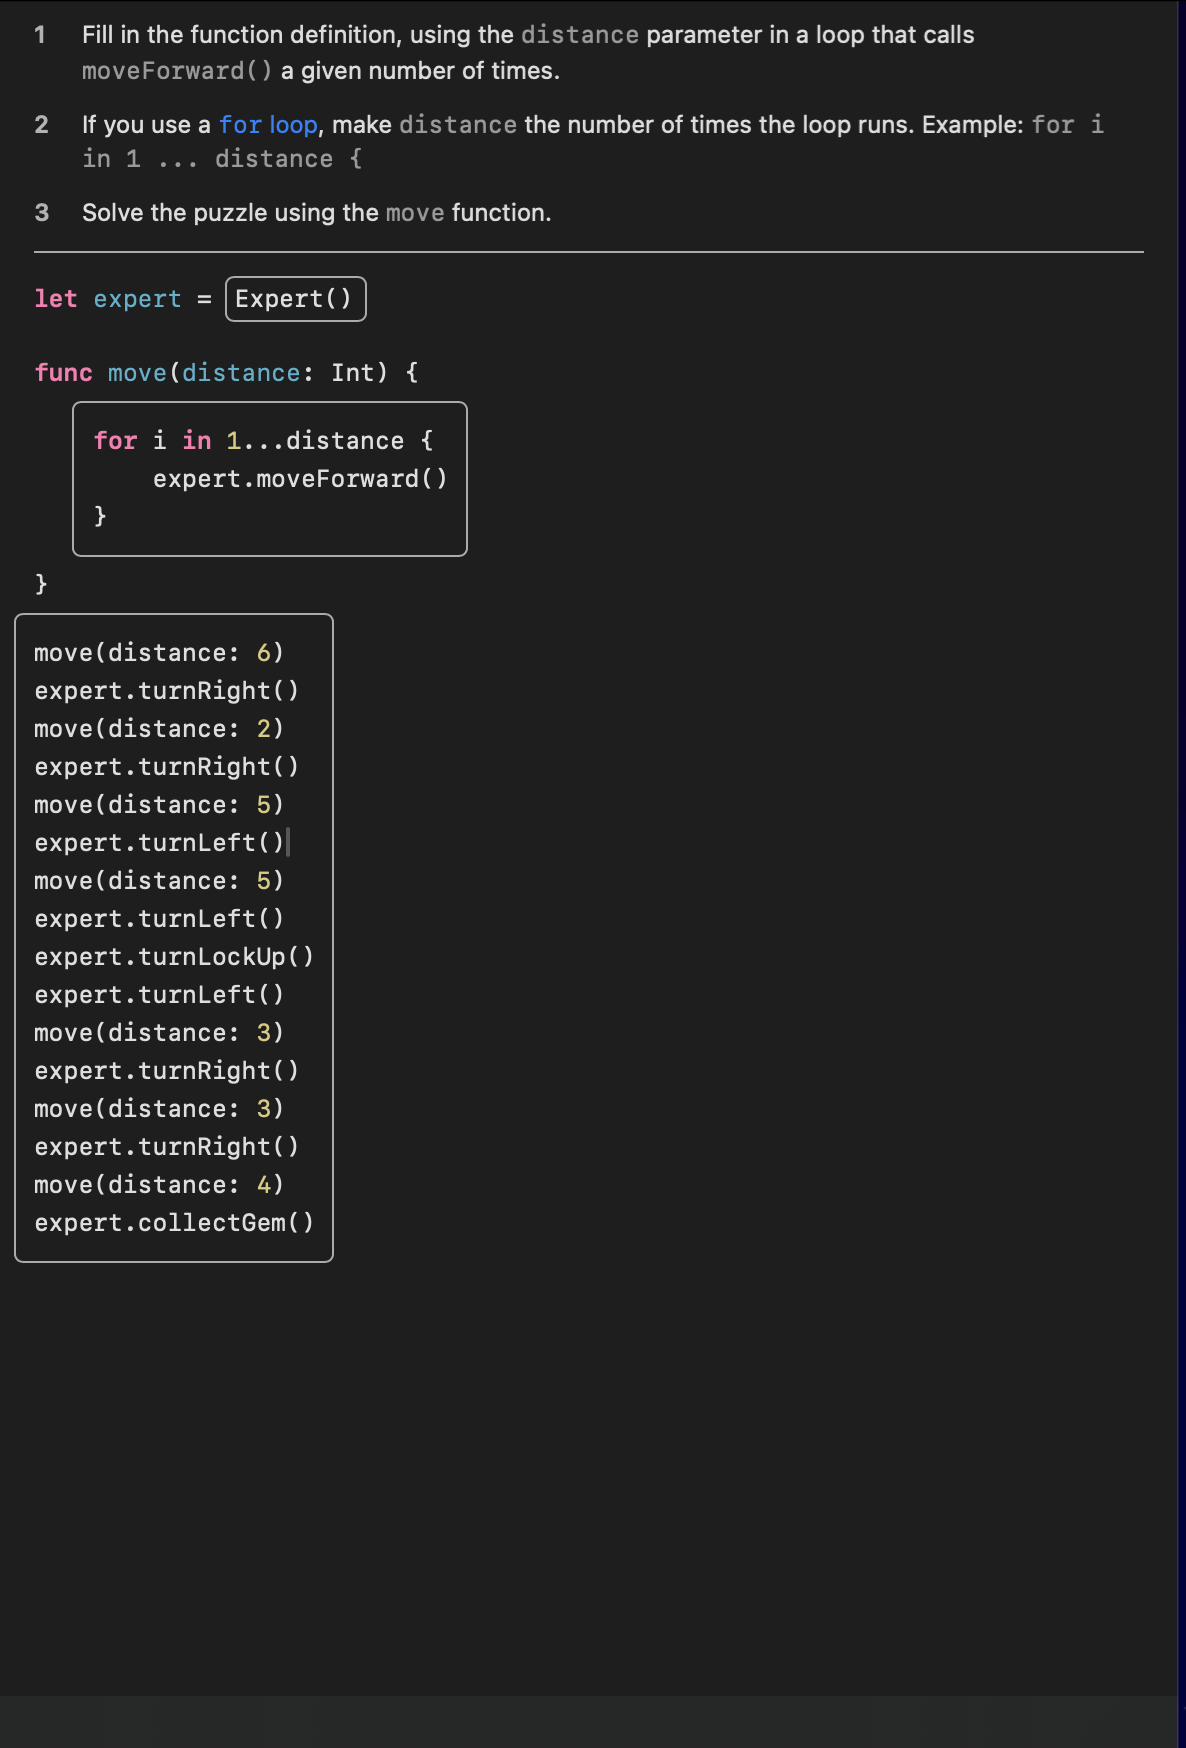 1 Fill in the function definition, using the distance parameter in a loop that calls
moveForward() a given number of times.
2 If you use a for loop, make distance the number of times the loop runs. Example: for i
in 1 ... distance {
3 Solve the puzzle using the move function.
let expert = Expert()
func move(distance: Int) {
for i in 1...distance {
expert.moveForward()
}
}
move(distance: 6)
expert.turnRight()
move(distance: 2)
expert.turnRight()
move(distance: 5)
expert.turnLeft()
move(distance: 5)
expert.turnLeft()
expert.turnLockUp()
expert.turnLeft()
move(distance: 3)
expert.turnRight()
move(distance: 3)
expert.turnRight()
move(distance: 4)
expert.collectGem()